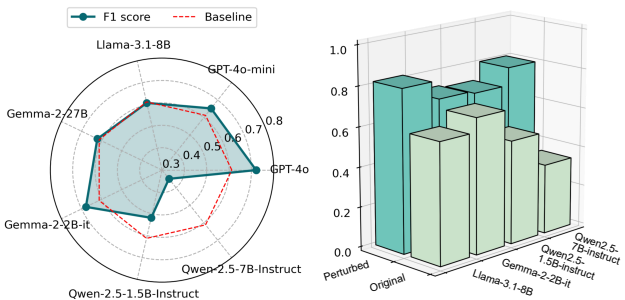 F1 score
Baseline
Llama-3.1-8B
GPT-4o-mini
Gemma-2-27B
GPT-4o
Gemma-2-2B-it
Qwen-2.5-7B-Instruct
Qwen-2.5-1.5B-Instruct
0.3
0.4
0.5
0.6
0.7
0.8
1.0
0.8
0.6
0.4
0.2
0.0
Perturbed
Original
Llama-3.1-8B
Gemma-2-2B-it
Qwen2.5-
1.5B-instruct
Qwen2.5-
7B-instruct